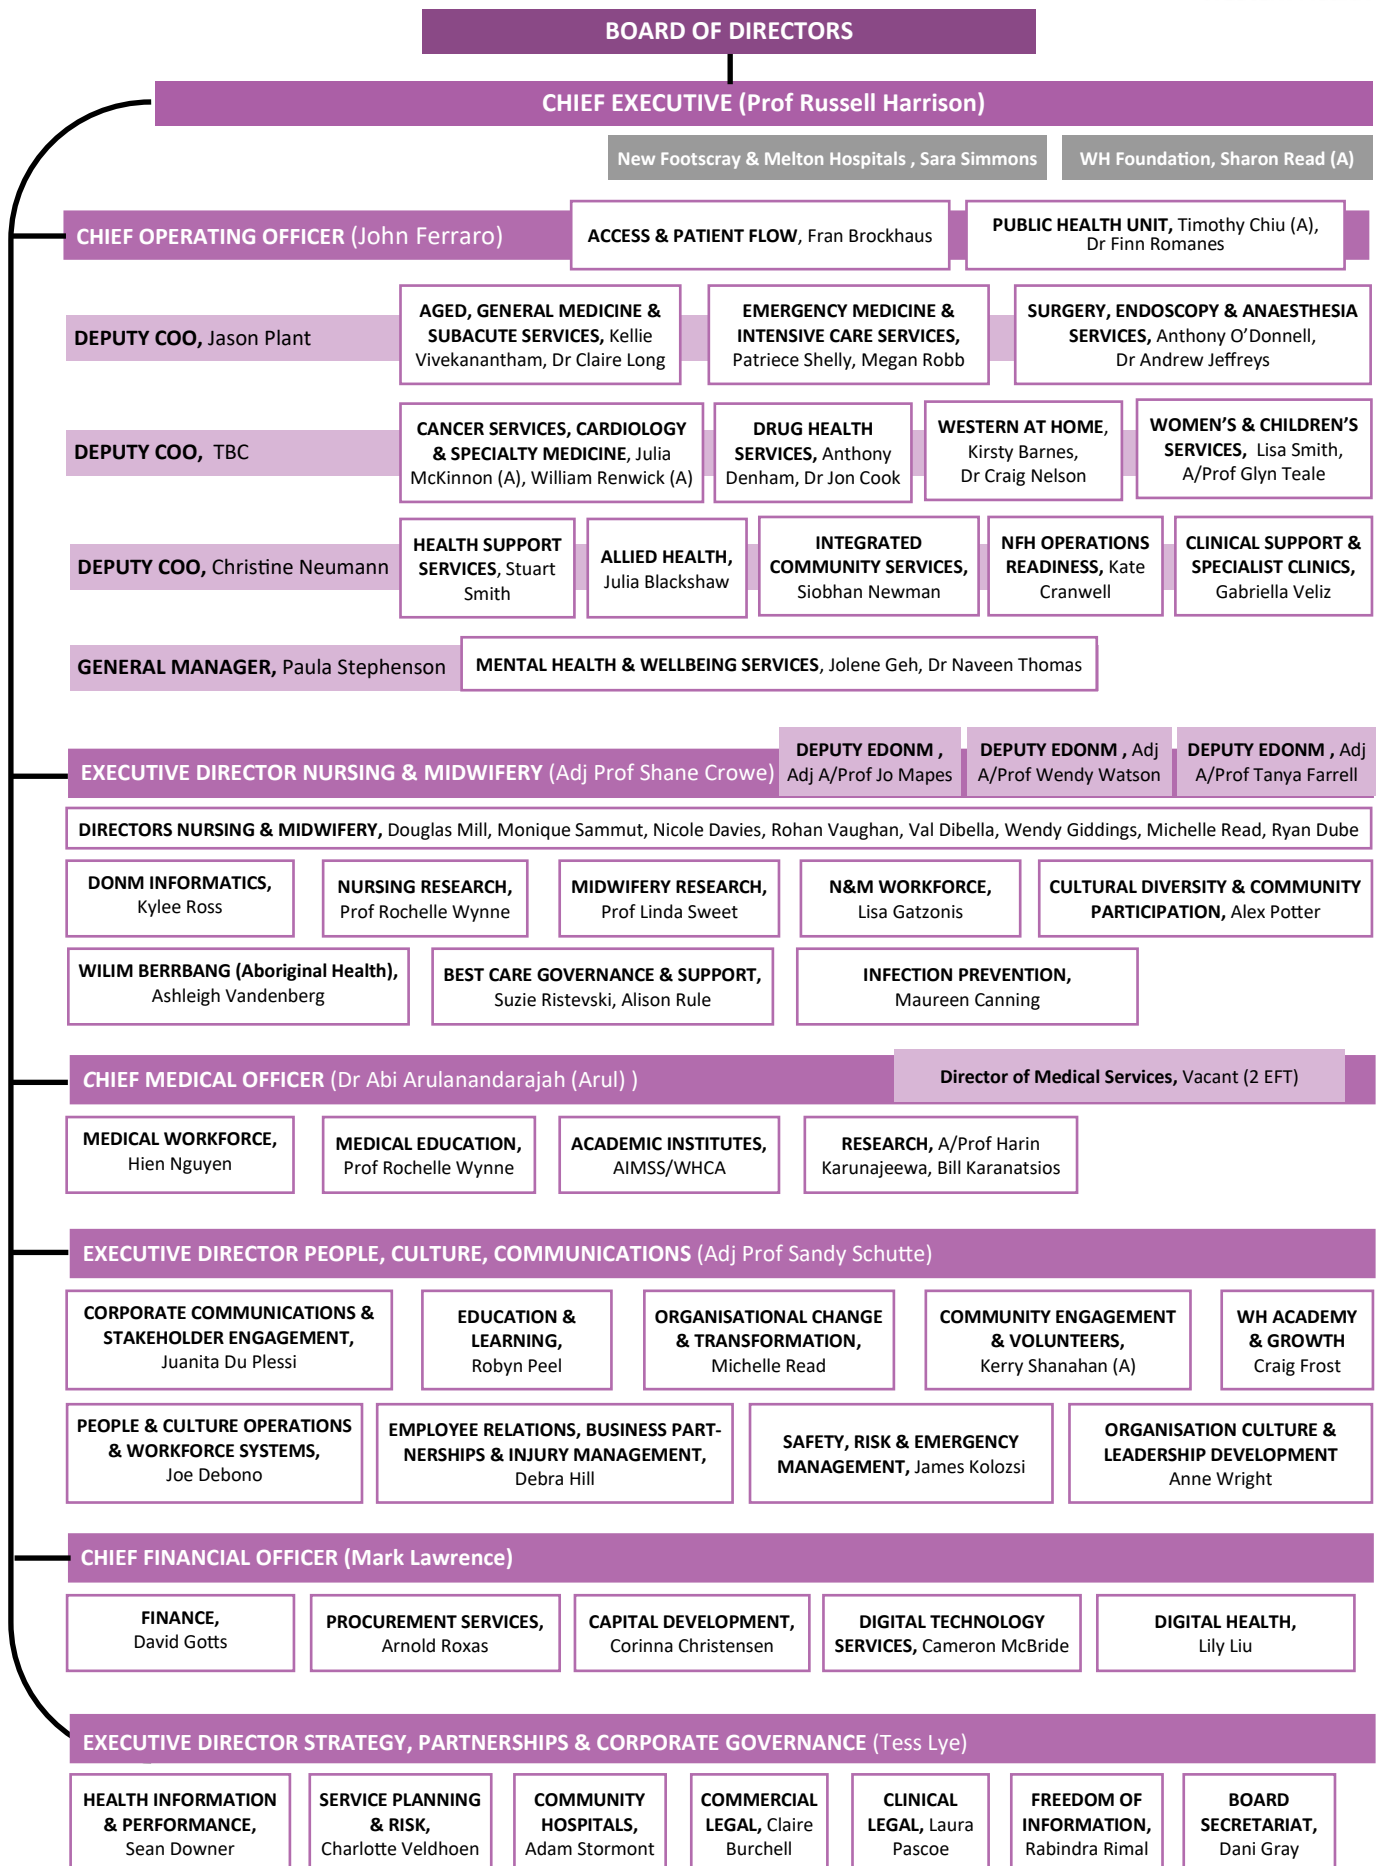 BOARD OF DIRECTORS
CHIEF EXECUTIVE (Prof Russell Harrison)
New Footscray & Melton Hospitals , Sara Simmons
WH Foundation, Sharon Read (A)
CHIEF OPERATING OFFICER (John Ferraro)
ACCESS & PATIENT FLOW, Fran Brockhaus
PUBLIC HEALTH UNIT, Timothy Chiu (A),
Dr Finn Romanes
DEPUTY COO, Jason Plant
AGED, GENERAL MEDICINE &
SUBACUTE SERVICES, Kellie
Vivekanantham, Dr Claire Long
EMERGENCY MEDICINE &
INTENSIVE CARE SERVICES,
Patriece Shelly, Megan Robb
SURGERY, ENDOSCOPY & ANAESTHESIA
SERVICES, Anthony O’Donnell,
Dr Andrew Jeffreys
DEPUTY COO, TBC
CANCER SERVICES, CARDIOLOGY
& SPECIALTY MEDICINE, Julia
McKinnon (A), William Renwick (A)
DRUG HEALTH
SERVICES, Anthony
Denham, Dr Jon Cook
WESTERN AT HOME,
Kirsty Barnes,
Dr Craig Nelson
WOMEN’S & CHILDREN’S
SERVICES, Lisa Smith,
A/Prof Glyn Teale
DEPUTY COO, Christine Neumann
HEALTH SUPPORT
SERVICES, Stuart
Smith
ALLIED HEALTH,
Julia Blackshaw
INTEGRATED
COMMUNITY SERVICES,
Siobhan Newman
NFH OPERATIONS
READINESS, Kate
Cranwell
CLINICAL SUPPORT &
SPECIALIST CLINICS,
Gabriella Veliz
GENERAL MANAGER, Paula Stephenson
MENTAL HEALTH & WELLBEING SERVICES, Jolene Geh, Dr Naveen Thomas
EXECUTIVE DIRECTOR NURSING & MIDWIFERY (Adj Prof Shane Crowe)
DEPUTY EDONM ,
Adj A/Prof Jo Mapes
DEPUTY EDONM , Adj
A/Prof Wendy Watson
DEPUTY EDONM , Adj
A/Prof Tanya Farrell
DIRECTORS NURSING & MIDWIFERY, Douglas Mill, Monique Sammut, Nicole Davies, Rohan Vaughan, Val Dibella, Wendy Giddings, Michelle Read, Ryan Dube
DONM INFORMATICS,
Kylee Ross
NURSING RESEARCH,
Prof Rochelle Wynne
MIDWIFERY RESEARCH,
Prof Linda Sweet
N&M WORKFORCE,
Lisa Gatzonis
CULTURAL DIVERSITY & COMMUNITY
PARTICIPATION, Alex Potter
WILIM BERRBANG (Aboriginal Health),
Ashleigh Vandenberg
BEST CARE GOVERNANCE & SUPPORT,
Suzie Ristevski, Alison Rule
INFECTION PREVENTION,
Maureen Canning
CHIEF MEDICAL OFFICER (Dr Abi Arulanandarajah (Arul) )
Director of Medical Services, Vacant (2 EFT)
MEDICAL WORKFORCE,
Hien Nguyen
MEDICAL EDUCATION,
Prof Rochelle Wynne
ACADEMIC INSTITUTES,
AIMSS/WHCA
RESEARCH, A/Prof Harin
Karunajeewa, Bill Karanatsios
EXECUTIVE DIRECTOR PEOPLE, CULTURE, COMMUNICATIONS (Adj Prof Sandy Schutte)
CORPORATE COMMUNICATIONS &
STAKEHOLDER ENGAGEMENT,
Juanita Du Plessi
EDUCATION &
LEARNING,
Robyn Peel
ORGANISATIONAL CHANGE
& TRANSFORMATION,
Michelle Read
COMMUNITY ENGAGEMENT
& VOLUNTEERS,
Kerry Shanahan (A)
WH ACADEMY
& GROWTH
Craig Frost
PEOPLE & CULTURE OPERATIONS
& WORKFORCE SYSTEMS,
Joe Debono
EMPLOYEE RELATIONS, BUSINESS PART-
NERSHIPS & INJURY MANAGEMENT,
Debra Hill
SAFETY, RISK & EMERGENCY
MANAGEMENT, James Kolozsi
ORGANISATION CULTURE &
LEADERSHIP DEVELOPMENT
Anne Wright
CHIEF FINANCIAL OFFICER (Mark Lawrence)
FINANCE,
David Gotts
PROCUREMENT SERVICES,
Arnold Roxas
CAPITAL DEVELOPMENT,
Corinna Christensen
DIGITAL TECHNOLOGY
SERVICES, Cameron McBride
DIGITAL HEALTH,
Lily Liu
EXECUTIVE DIRECTOR STRATEGY, PARTNERSHIPS & CORPORATE GOVERNANCE (Tess Lye)
HEALTH INFORMATION
& PERFORMANCE,
Sean Downer
SERVICE PLANNING
& RISK,
Charlotte Veldhoen
COMMUNITY
HOSPITALS,
Adam Stormont
COMMERCIAL
LEGAL, Claire
Burchell
CLINICAL
LEGAL, Laura
Pascoe
FREEDOM OF
INFORMATION,
Rabindra Rimal
BOARD
SECRETARIAT,
Dani Gray